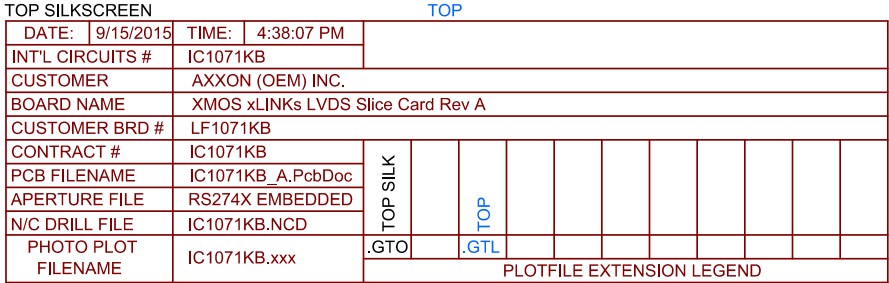 TOP SILKSCREEN TOP
DATE: 9/15/2015 TIME: 4:38:07 PM
INT'L CIRCUITS # IC1071KB
CUSTOMER AXXON (OEM) INC.
BOARD NAME XMOS xLINKs LVDS Slice Card Rev A
CUSTOMER BRD # LF1071KB
CONTRACT # IC1071KB
PCB FILENAME IC1071KB_A.PcbDoc
APERTURE FILE RS274X EMBEDDED
N/C DRILL FILE IC1071KB.NCD
TOP SILK
TOP
PHOTO PLOT
FILENAME
IC1071KB.xxx
.GTO .GTL
PLOTFILE EXTENSION LEGEND